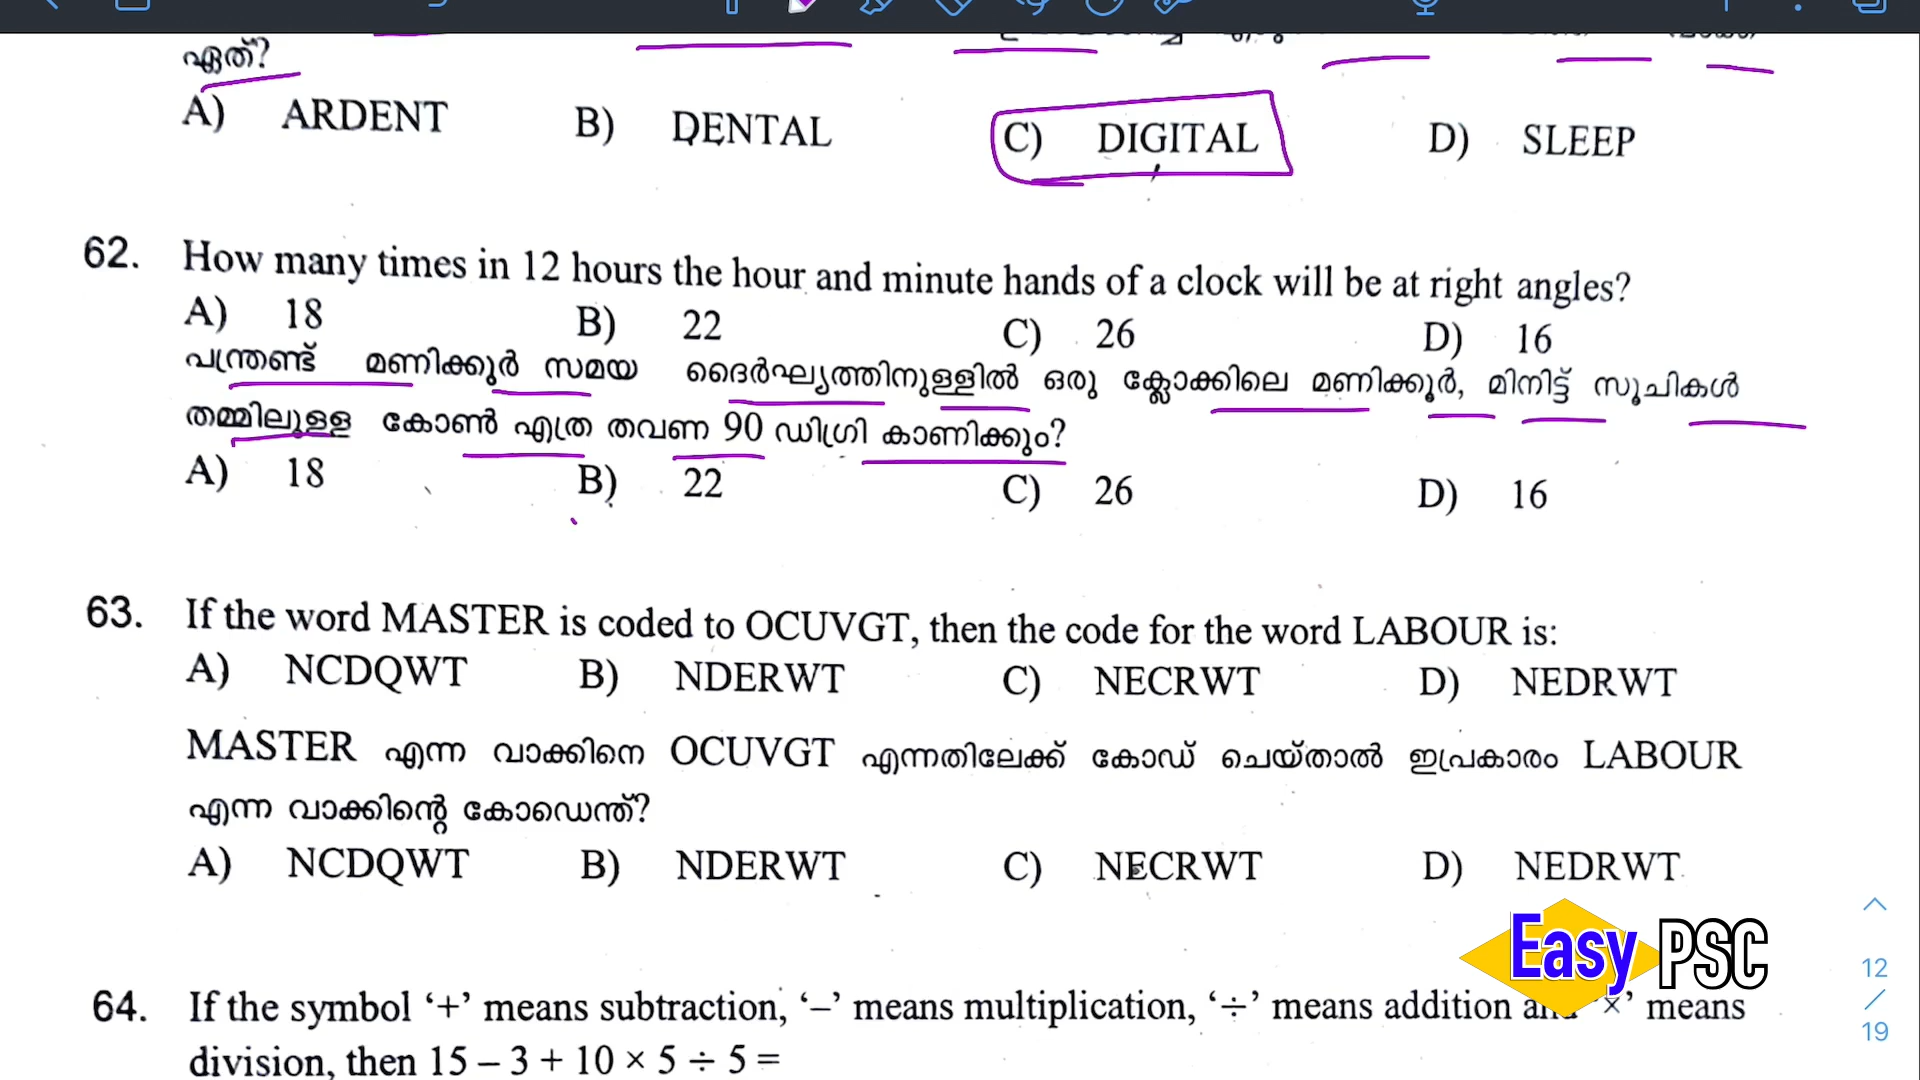 ഏത്?
A) ARDENT B) DENTAL C) DIGITAL D) SLEEP
62. How many times in 12 hours the hour and minute hands of a clock will be at right angles?
A) 18 B) 22 C) 26 D) 16
പന്ത്രണ്ട് മണിക്കൂർ സമയ ദൈർഘ്യത്തിനുള്ളിൽ ഒരു ക്ലോക്കിലെ മണിക്കൂർ, മിനിട്ട് സൂചികൾ
തമ്മിലുള്ള കോൺ എത്ര തവണ 90 ഡിഗ്രി കാണിക്കും?
A) 18 B) 22 C) 26 D) 16
63. If the word MASTER is coded to OCUVGT, then the code for the word LABOUR is:
A) NCDQWT B) NDERWT C) NECRWT D) NEDRWT
MASTER എന്ന വാക്കിനെ OCUVGT എന്നതിലേക്ക് കോഡ് ചെയ്താൽ ഇപ്രകാരം LABOUR
എന്ന വാക്കിന്റെ കോഡെന്ത്?
A) NCDQWT B) NDERWT C) NECRWT D) NEDRWT
Easy PSC
12
/
19
64. If the symbol ‘+’ means subtraction, ‘–’ means multiplication, ‘÷’ means addition and ‘×’ means
division, then 15 – 3 + 10 × 5 ÷ 5 =